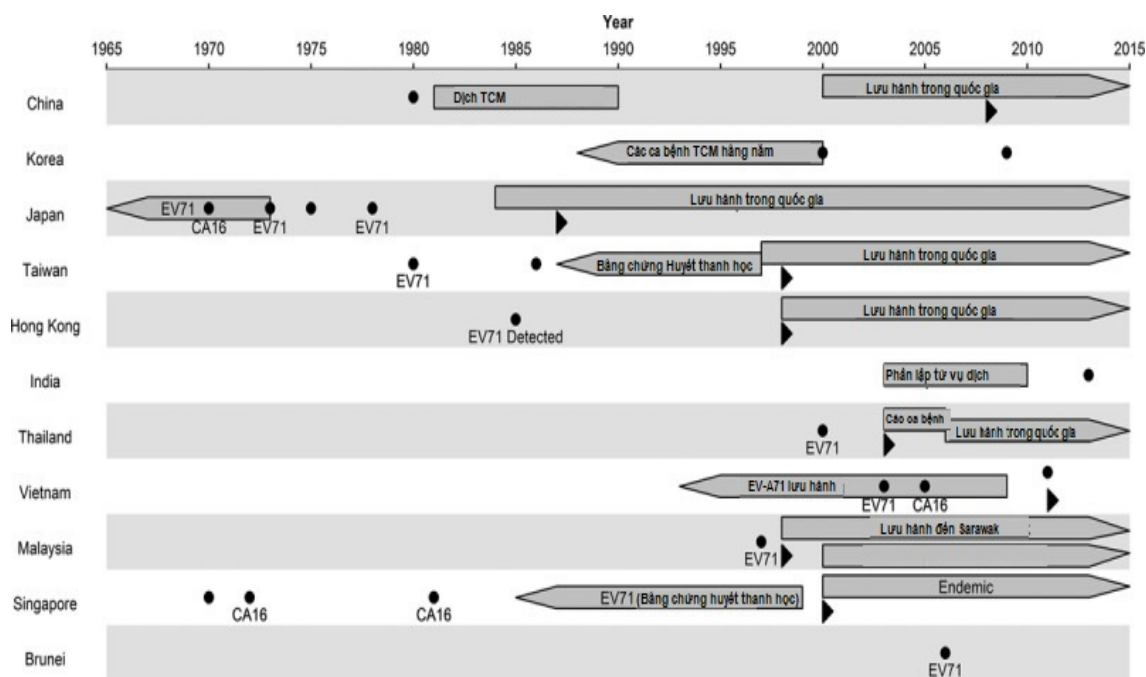 Year
1965 1970 1975 1980 1985 1990 1995 2000 2005 2010 2015
China
Dịch TCM
Lưu hành trong quốc gia
Korea
Các ca bệnh TCM hằng năm
Japan
EV71
CA16
EV71
EV71
Lưu hành trong quốc gia
Taiwan
EV71
Bằng chứng Huyết thanh học
Lưu hành trong quốc gia
Hong Kong
EV71 Detected
Lưu hành trong quốc gia
India
Phân lập từ vụ dịch
Thailand
EV71
Các ca bệnh
Lưu hành trong quốc gia
Vietnam
EV-A71 lưu hành
EV71
CA16
Malaysia
EV71
Lưu hành đến Sarawak
Singapore
CA16
CA16
EV71 (Bằng chứng huyết thanh học)
Endemic
Brunei
EV71